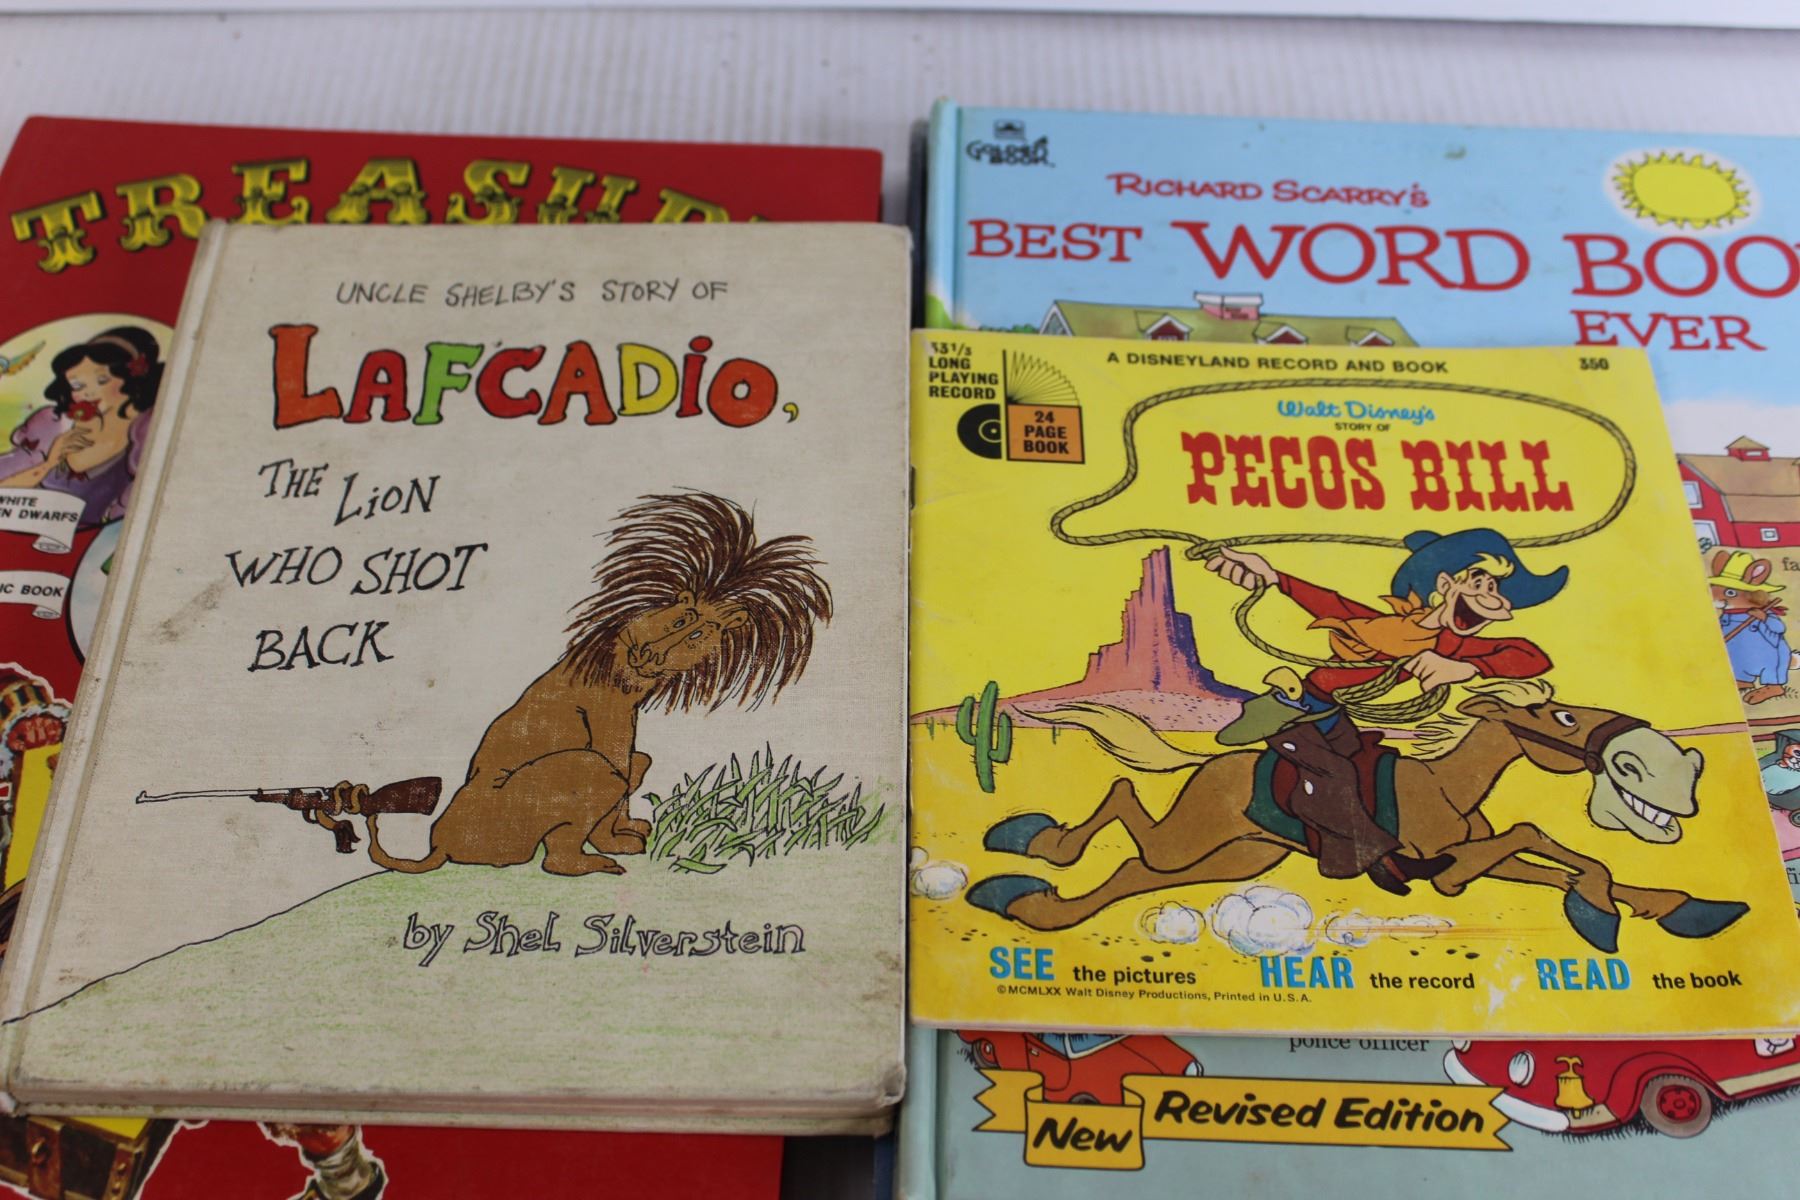 TREASUR
WHITE
EN DWARFS
IC BOOK
UNCLE SHELBY'S STORY OF
LAFCADIO,
THE LION
WHO SHOT
BACK
by Shel Silverstein
GOLDEN
BOOK
RICHARD SCARRY'S
BEST WORD BOO
EVER
fa
33 1/3
LONG
PLAYING
RECORD
24
PAGE
BOOK
A DISNEYLAND RECORD AND BOOK
350
Walt Disney's
STORY OF
PECOS BILL
SEE the pictures HEAR the record READ the book
©MCMLXX Walt Disney Productions, Printed in U.S.A.
police officer
New Revised Edition